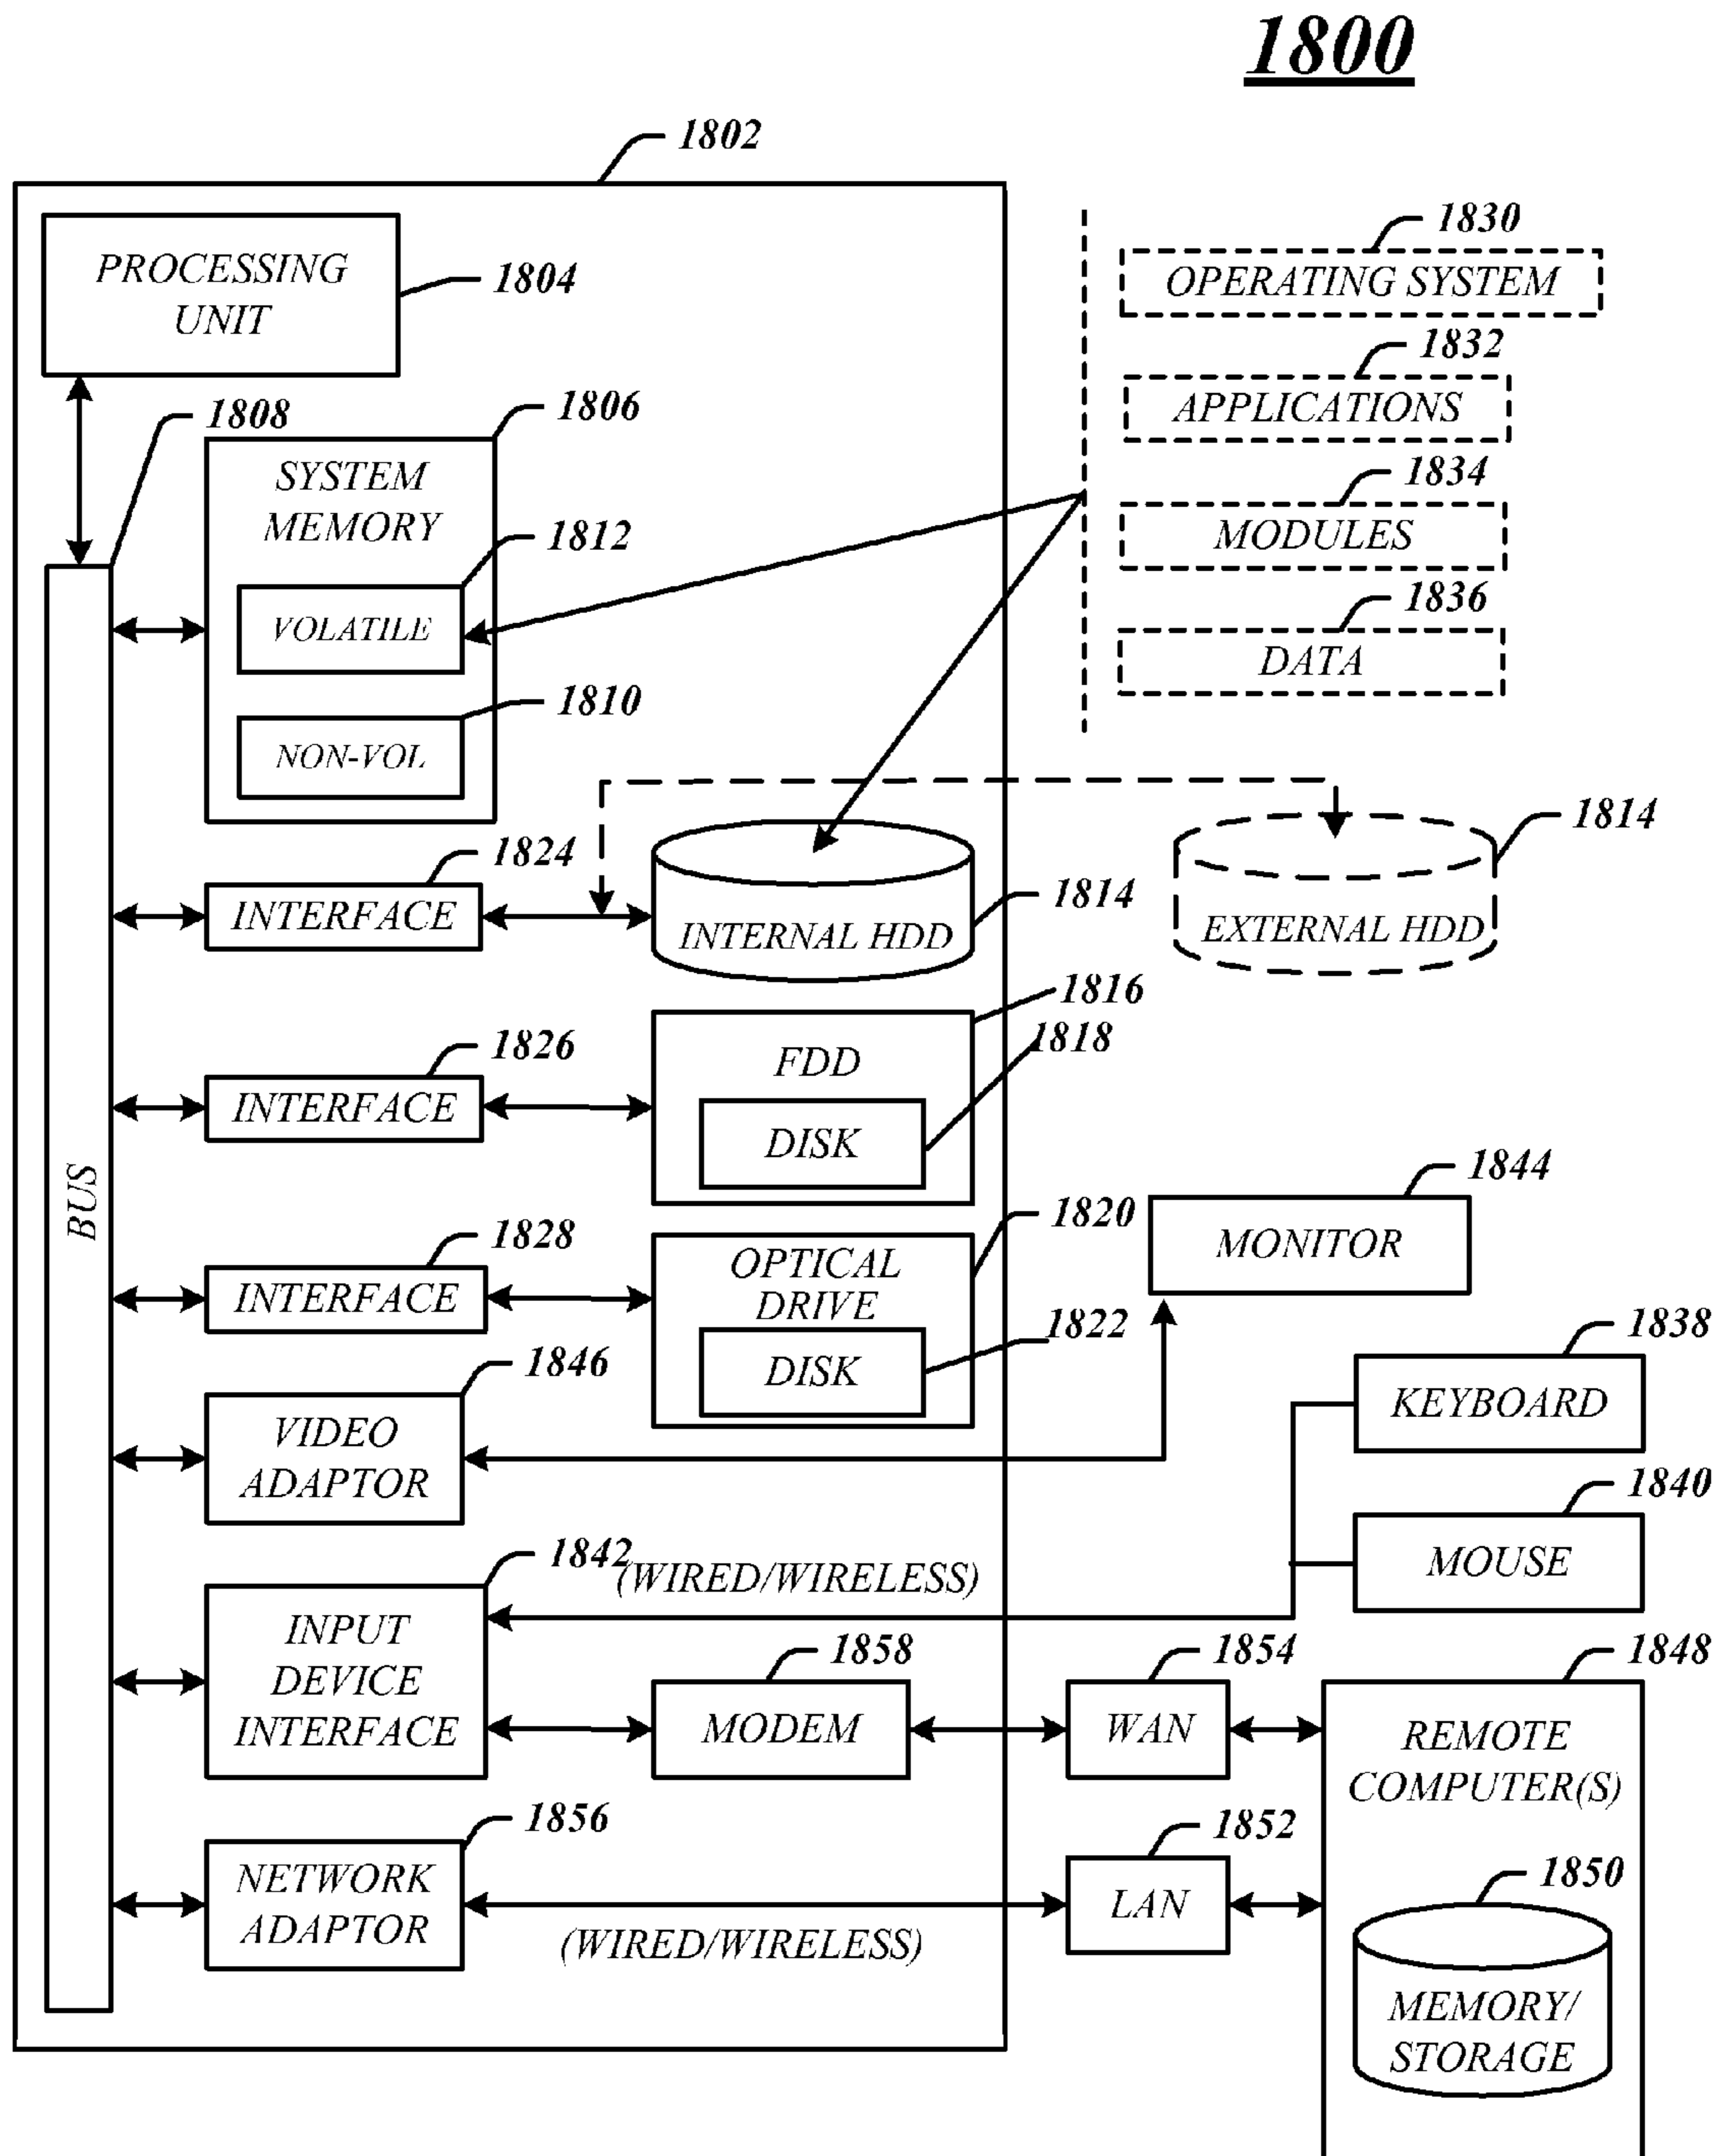 1800
1802
PROCESSING
UNIT
1804
1830
OPERATING SYSTEM
1832
APPLICATIONS
1834
MODULES
1836
DATA
1808
1806
SYSTEM
MEMORY
1812
VOLATILE
1810
NON-VOL
BUS
1824
INTERFACE
INTERNAL HDD
1814
EXTERNAL HDD
1814
1826
INTERFACE
1816
FDD
1818
DISK
1828
INTERFACE
1820
OPTICAL
DRIVE
1822
DISK
1844
MONITOR
1846
VIDEO
ADAPTOR
1838
KEYBOARD
1840
MOUSE
1842
(WIRED/WIRELESS)
INPUT
DEVICE
INTERFACE
1858
MODEM
1854
WAN
1848
REMOTE
COMPUTER(S)
1856
NETWORK
ADAPTOR
(WIRED/WIRELESS)
1852
LAN
1850
MEMORY/
STORAGE